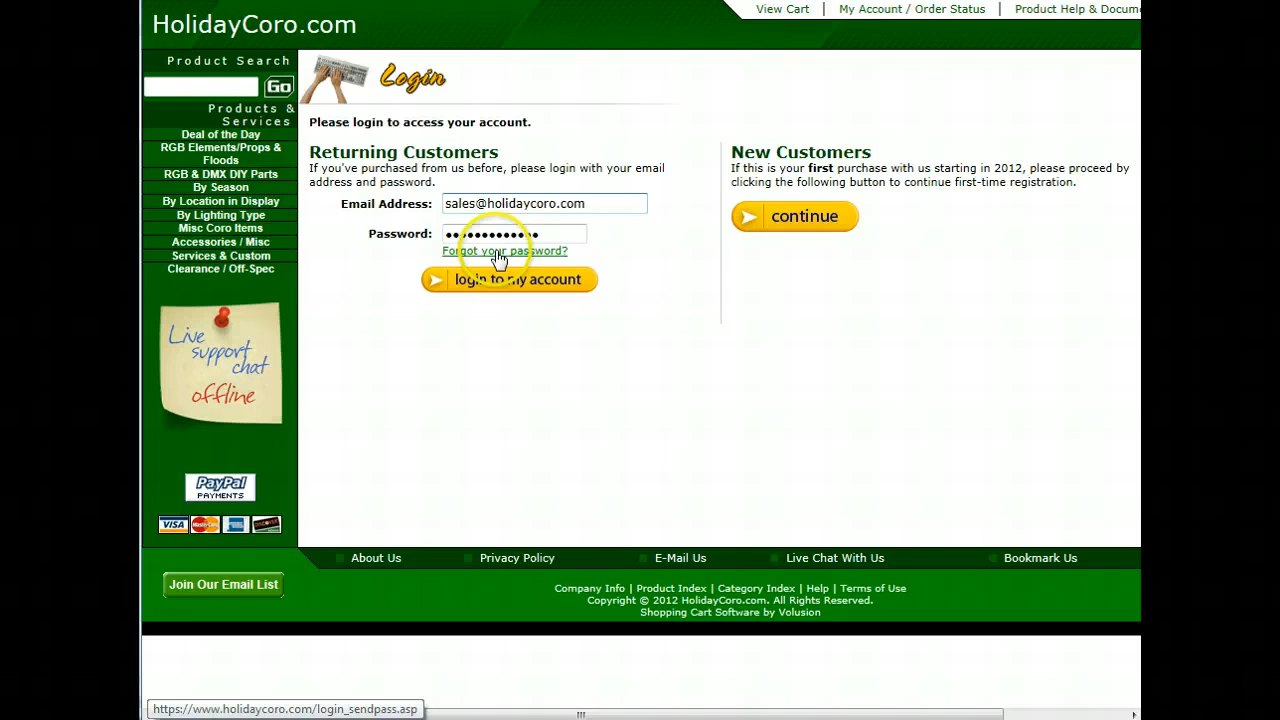 HolidayCoro.com
View Cart | My Account / Order Status | Product Help & Docume
Product Search
Go
Products &
Services
Deal of the Day
RGB Elements/Props &
Floods
RGB & DMX DIY Parts
By Season
By Location in Display
By Lighting Type
Misc Coro Items
Accessories / Misc
Services & Custom
Clearance / Off-Spec
Live
support
chat
offline
PayPal
PAYMENTS
VISA MasterCard DISCOVER
Join Our Email List
Login
Please login to access your account.
Returning Customers
If you've purchased from us before, please login with your email
address and password.
Email Address: sales@holidaycoro.com
Password: •••••••••••••
Forgot your password?
login to my account
New Customers
If this is your first purchase with us starting in 2012, please proceed by
clicking the following button to continue first-time registration.
continue
About Us Privacy Policy E-Mail Us Live Chat With Us Bookmark Us
Company Info | Product Index | Category Index | Help | Terms of Use
Copyright © 2012 HolidayCoro.com. All Rights Reserved.
Shopping Cart Software by Volusion
https://www.holidaycoro.com/login_sendpass.asp